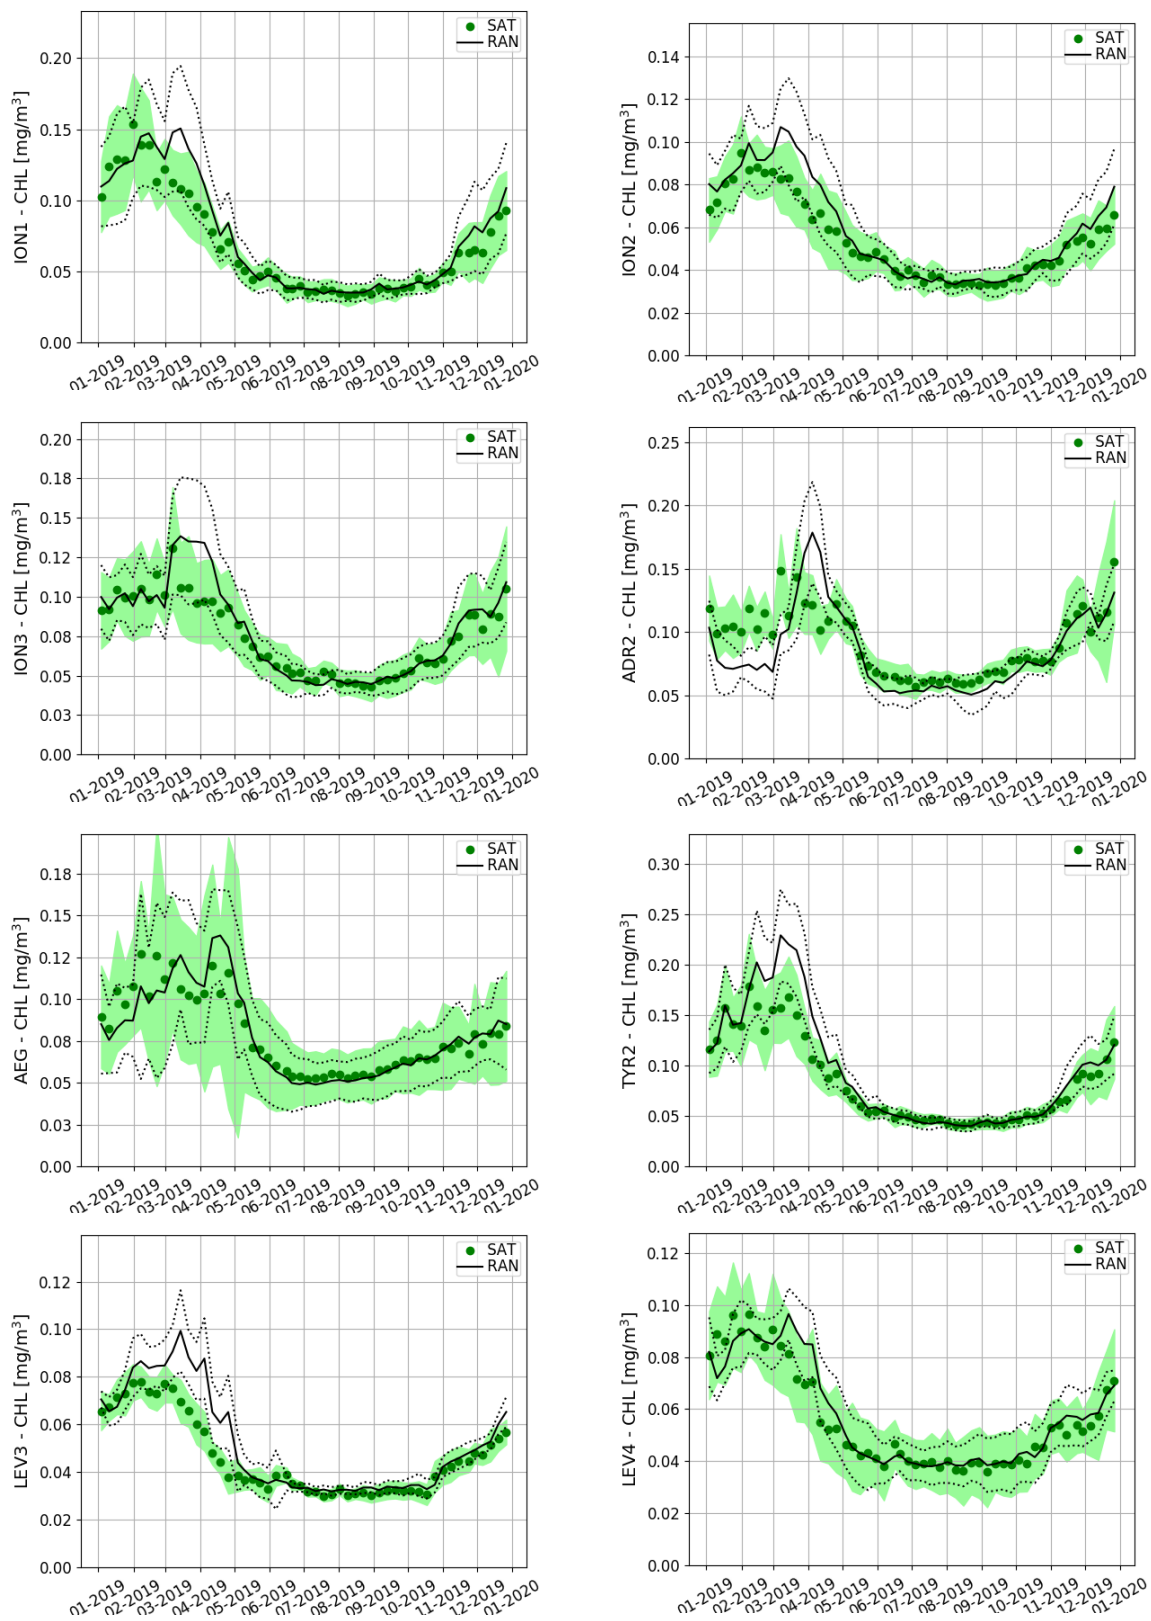 ION1 - CHL [mg/m³]
0.20
0.15
0.10
0.05
0.00
SAT
RAN
01-2019 02-2019 03-2019 04-2019 05-2019 06-2019 07-2019 08-2019 09-2019 10-2019 11-2019 12-2019 01-2020
ION2 - CHL [mg/m³]
0.14
0.12
0.10
0.08
0.06
0.04
0.02
0.00
SAT
RAN
01-2019 02-2019 03-2019 04-2019 05-2019 06-2019 07-2019 08-2019 09-2019 10-2019 11-2019 12-2019 01-2020
ION3 - CHL [mg/m³]
0.20
0.18
0.15
0.12
0.10
0.08
0.05
0.03
0.00
SAT
RAN
01-2019 02-2019 03-2019 04-2019 05-2019 06-2019 07-2019 08-2019 09-2019 10-2019 11-2019 12-2019 01-2020
ADR2 - CHL [mg/m³]
0.25
0.20
0.15
0.10
0.05
0.00
SAT
RAN
01-2019 02-2019 03-2019 04-2019 05-2019 06-2019 07-2019 08-2019 09-2019 10-2019 11-2019 12-2019 01-2020
AEG - CHL [mg/m³]
0.18
0.15
0.12
0.10
0.08
0.05
0.03
0.00
SAT
RAN
01-2019 02-2019 03-2019 04-2019 05-2019 06-2019 07-2019 08-2019 09-2019 10-2019 11-2019 12-2019 01-2020
TYR2 - CHL [mg/m³]
0.30
0.25
0.20
0.15
0.10
0.05
0.00
SAT
RAN
01-2019 02-2019 03-2019 04-2019 05-2019 06-2019 07-2019 08-2019 09-2019 10-2019 11-2019 12-2019 01-2020
LEV3 - CHL [mg/m³]
0.12
0.10
0.08
0.06
0.04
0.02
0.00
SAT
RAN
01-2019 02-2019 03-2019 04-2019 05-2019 06-2019 07-2019 08-2019 09-2019 10-2019 11-2019 12-2019 01-2020
LEV4 - CHL [mg/m³]
0.12
0.10
0.08
0.06
0.04
0.02
0.00
SAT
RAN
01-2019 02-2019 03-2019 04-2019 05-2019 06-2019 07-2019 08-2019 09-2019 10-2019 11-2019 12-2019 01-2020